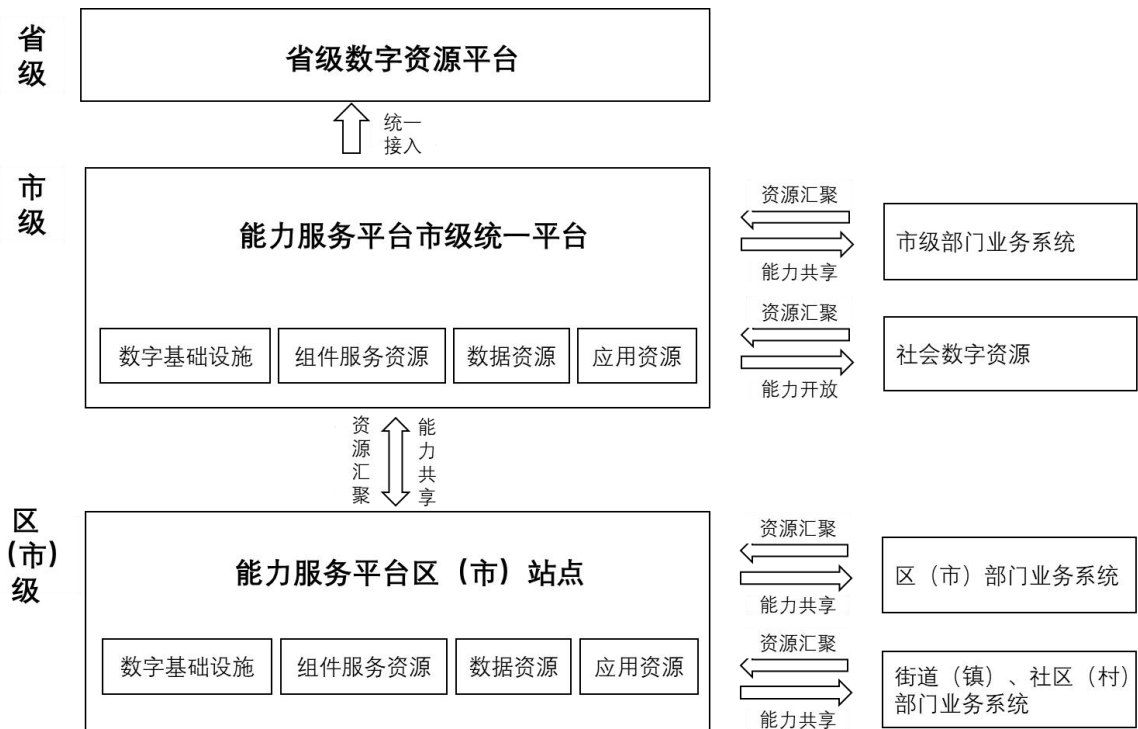 省
级
省级数字资源平台
统一
接入
市
级
能力服务平台市级统一平台
数字基础设施
组件服务资源
数据资源
应用资源
资源汇聚
能力共享
市级部门业务系统
资源汇聚
能力开放
社会数字资源
资源汇聚
能力共享
区
(市)
级
能力服务平台区（市）站点
数字基础设施
组件服务资源
数据资源
应用资源
资源汇聚
能力共享
区（市）部门业务系统
资源汇聚
能力共享
街道（镇）、社区（村）
部门业务系统